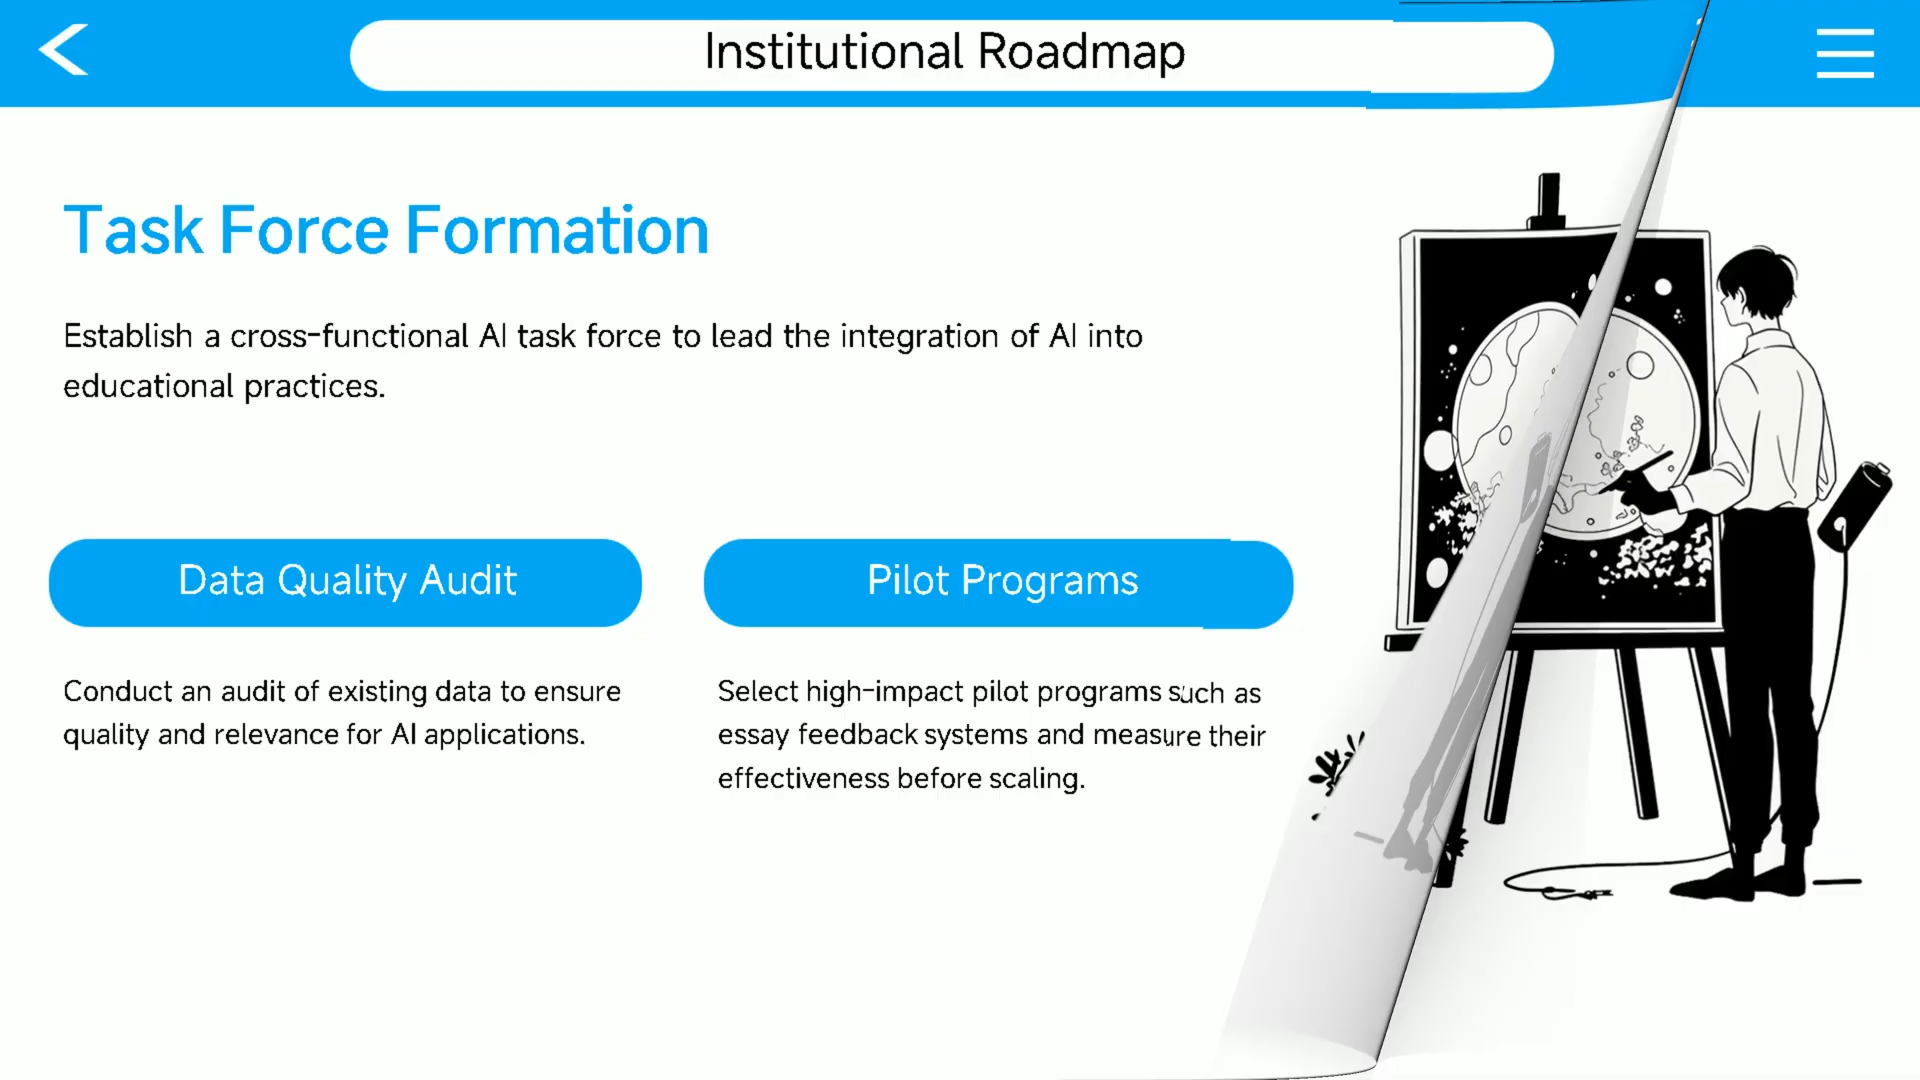 Institutional Roadmap
Task Force Formation
Establish a cross-functional AI task force to lead the integration of AI into
educational practices.
Data Quality Audit
Conduct an audit of existing data to ensure
quality and relevance for AI applications.
Pilot Programs
Select high-impact pilot programs such as
essay feedback systems and measure their
effectiveness before scaling.